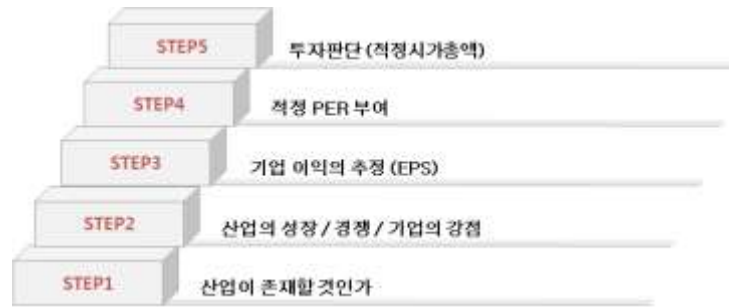 STEP5 투자판단 (적정시가총액)
STEP4 적정 PER 부여
STEP3 기업 이익의 추정 (EPS)
STEP2 산업의 성장 / 경쟁 / 기업의 강점
STEP1 산업이 존재할 것인가